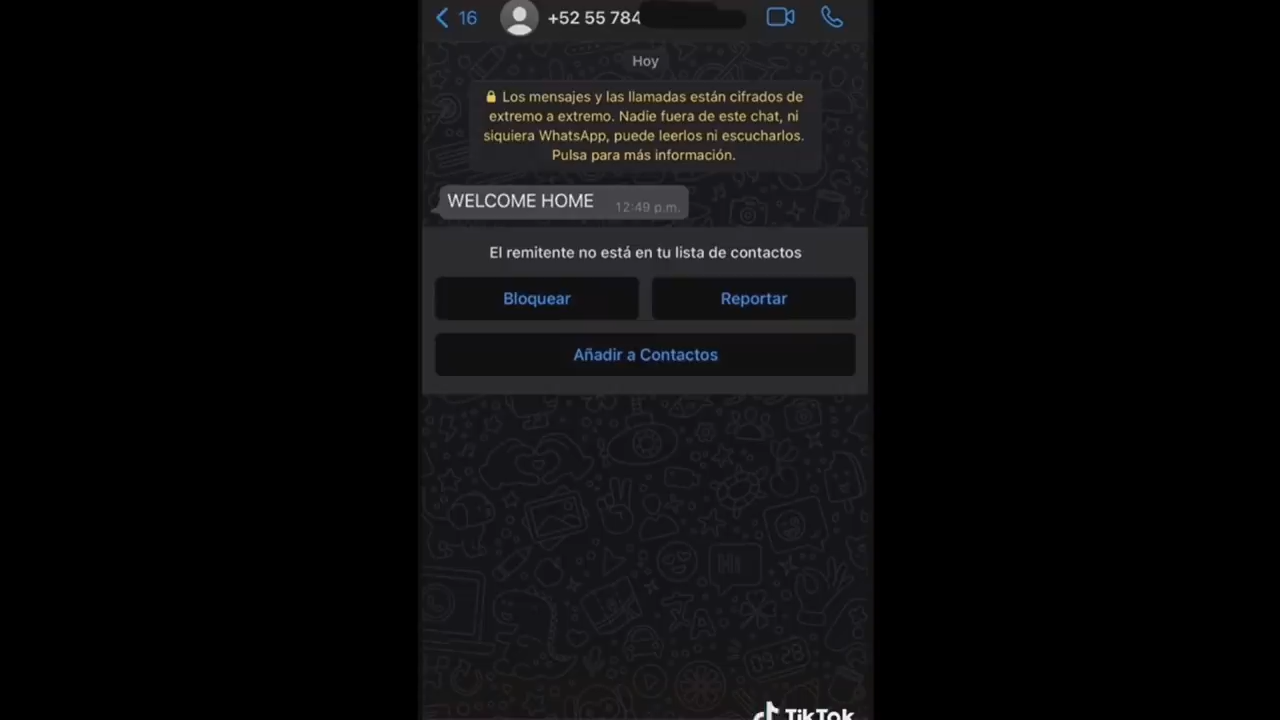 16
+52 55 784
Hoy
Los mensajes y las llamadas están cifrados de
extremo a extremo. Nadie fuera de este chat, ni
siquiera WhatsApp, puede leerlos ni escucharlos.
Pulsa para más información.
WELCOME HOME 12:49 p.m.
El remitente no está en tu lista de contactos
Bloquear Reportar
Añadir a Contactos
TikTok